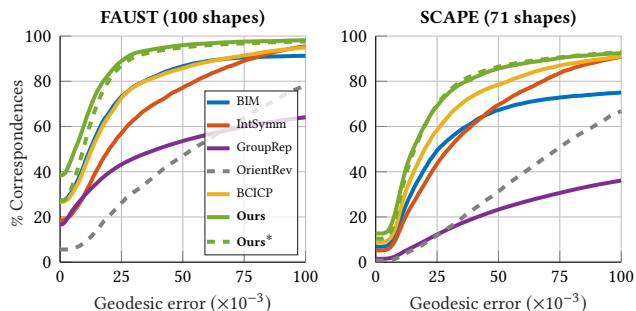 FAUST (100 shapes)
SCAPE (71 shapes)
% Correspondences
100
80
60
40
20
0
0
25
50
75
100
Geodesic error (×10⁻³)
BIM
IntSymm
GroupRep
OrientRev
BCICP
Ours
Ours*
100
80
60
40
20
0
0
25
50
75
100
Geodesic error (×10⁻³)